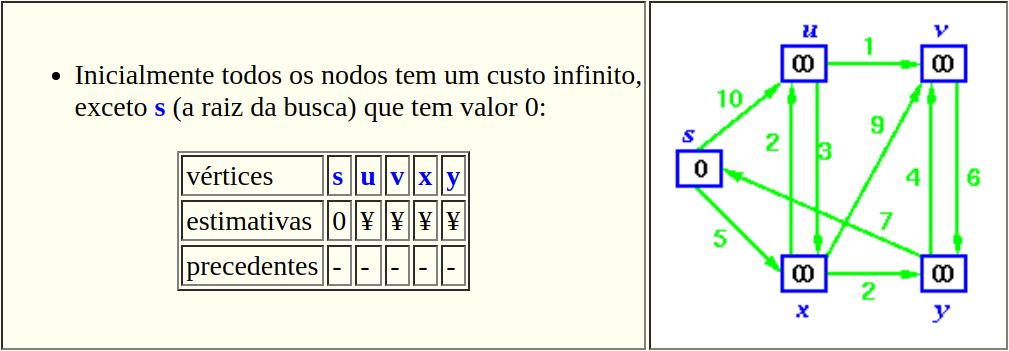 • Inicialmente todos os nodos tem um custo infinito,
exceto s (a raiz da busca) que tem valor 0:
vértices s u v x y
estimativas 0 ¥ ¥ ¥ ¥
precedentes - - - - -
u v
1
∞ ∞
10
9
s 2 3
0 4 6
7
5
∞ ∞
2
x y